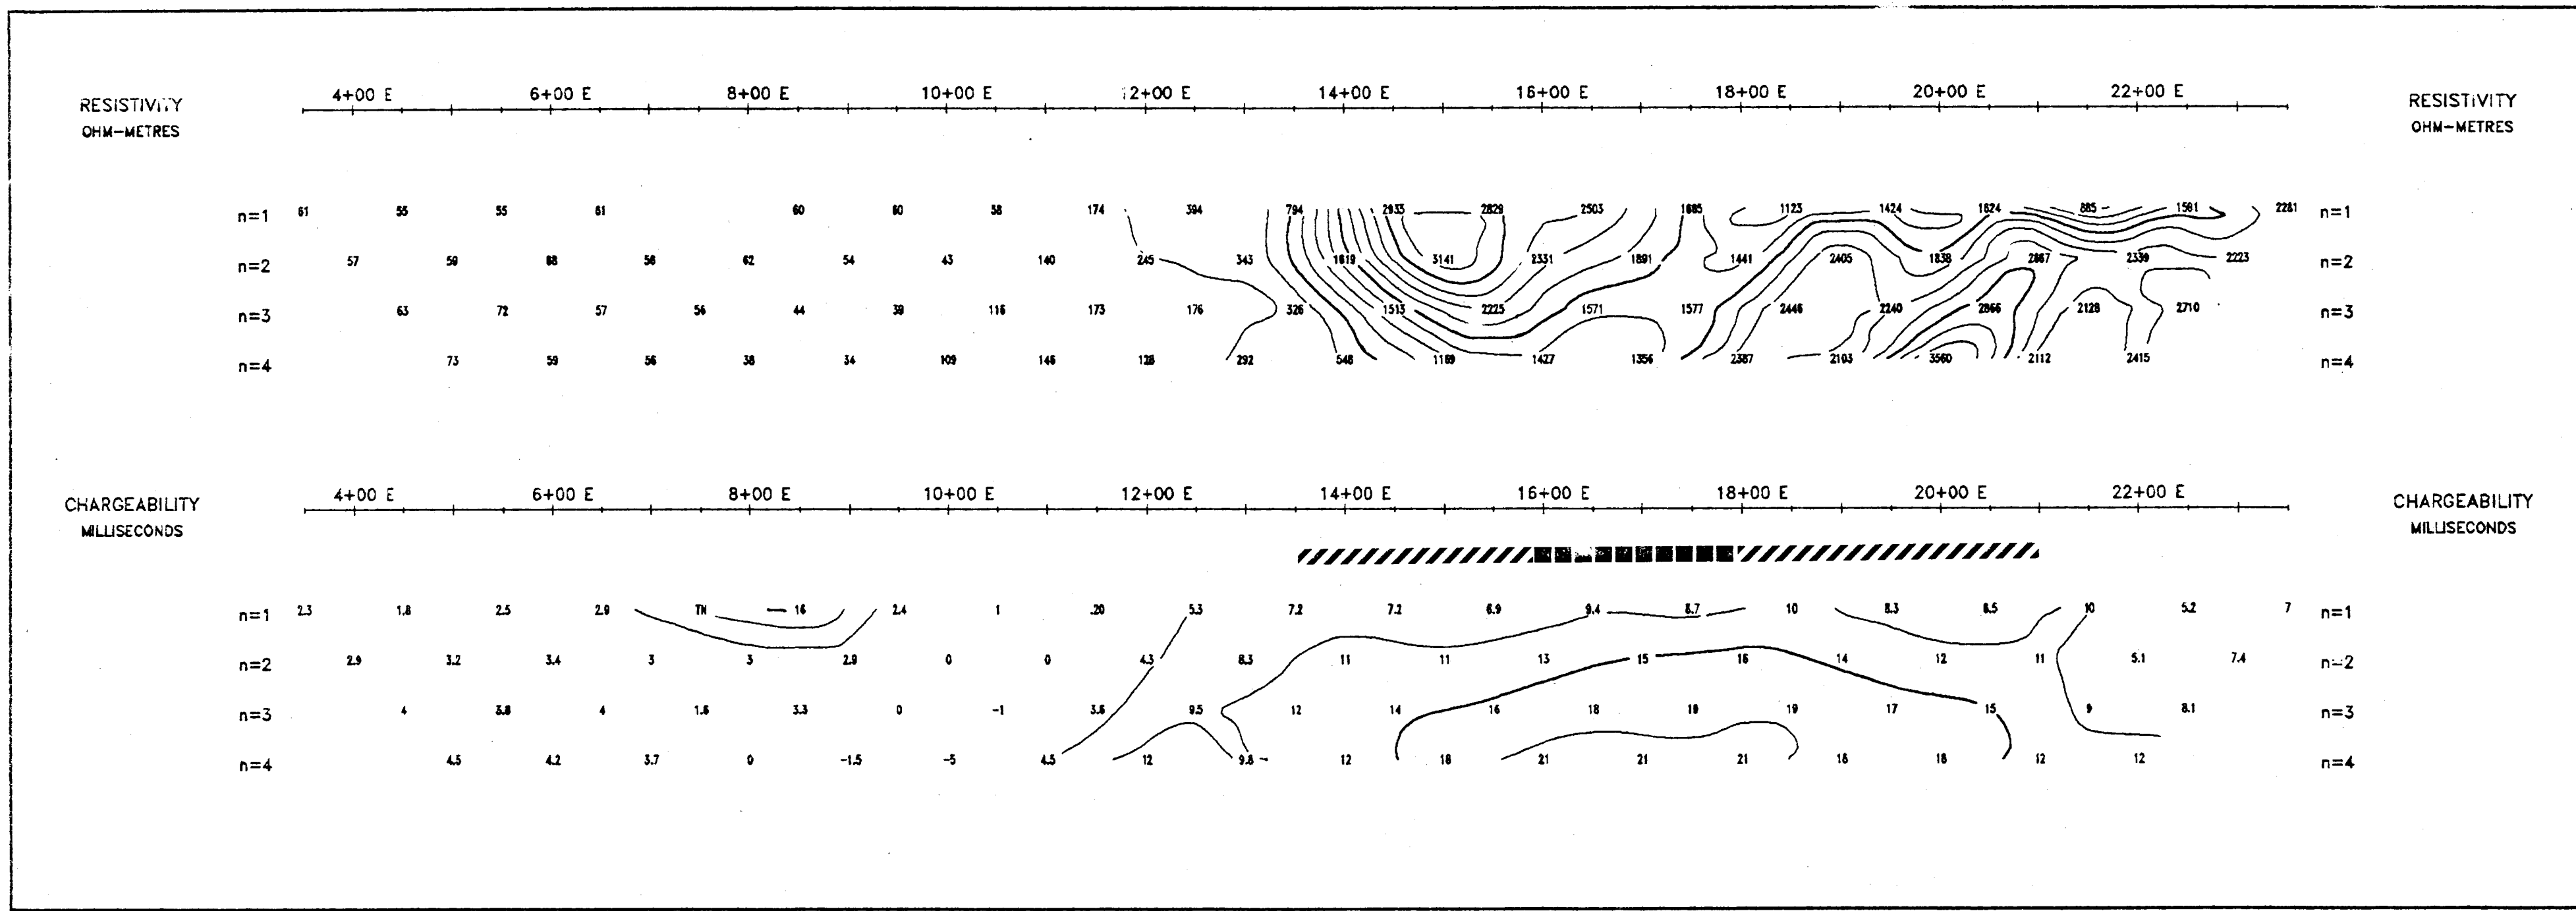 4+00 E 6+00 E 8+00 E 10+00 E 12+00 E 14+00 E 16+00 E 18+00 E 20+00 E 22+00 E
RESISTIVITY RESISTIVITY
OHM-METRES OHM-METRES
n=1 61 55 55 61 60 60 58 174 394 794 2933 2829 2503 1685 1123 1424 1624 885 1581 2281 n=1
n=2 57 59 68 56 62 54 43 140 245 343 1619 3141 2331 1891 1441 2405 1838 2867 2339 2223 n=2
n=3 63 72 57 56 44 39 116 173 176 326 1513 2225 1571 1577 2446 2240 2866 2128 2710 n=3
n=4 73 59 56 38 34 109 146 128 292 548 1169 1427 1356 2387 2103 3560 2112 2415 n=4
4+00 E 6+00 E 8+00 E 10+00 E 12+00 E 14+00 E 16+00 E 18+00 E 20+00 E 22+00 E
CHARGEABILITY CHARGEABILITY
MILLISECONDS MILLISECONDS
n=1 2.3 1.8 2.5 2.9 TN 16 2.4 1 .20 5.3 7.2 7.2 6.9 9.4 8.7 10 8.3 6.5 10 5.2 7 n=1
n=2 2.9 3.2 3.4 3 3 2.9 0 0 4.3 8.3 11 11 13 15 16 14 12 11 5.1 7.4 n=2
n=3 4 3.8 4 1.6 3.3 0 -1 3.6 9.5 12 14 16 18 19 19 17 15 9 8.1 n=3
n=4 4.5 4.2 3.7 0 -1.5 -5 4.5 12 9.8 12 18 21 21 21 18 18 12 12 n=4